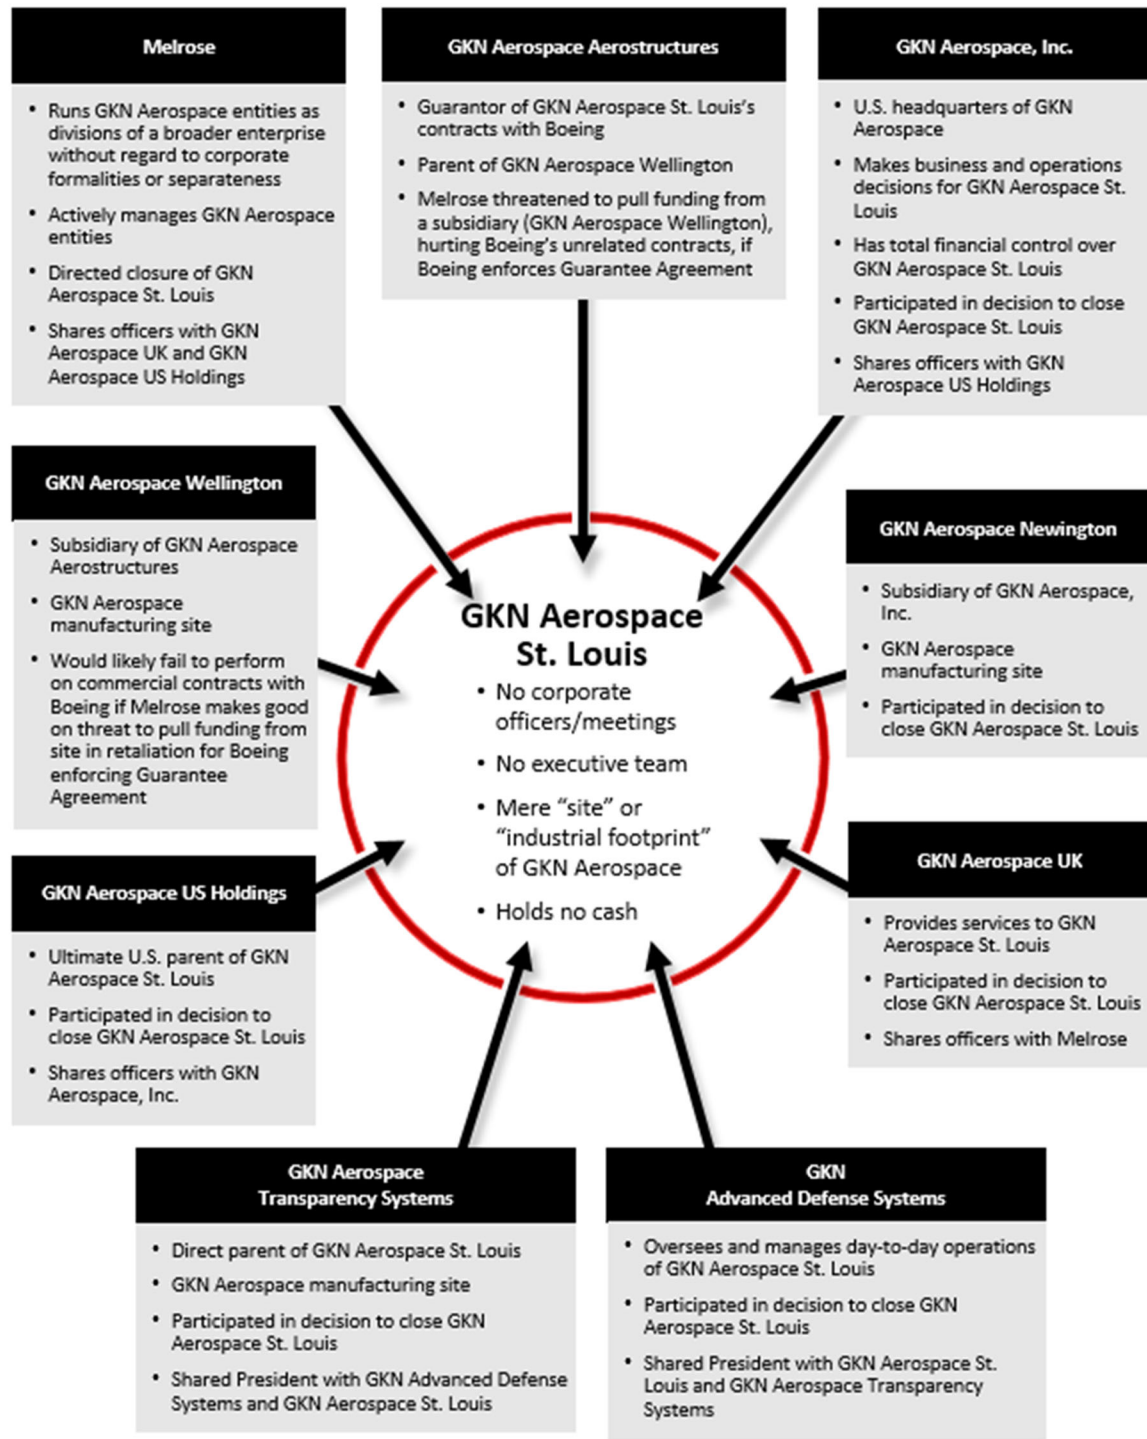 Melrose
• Runs GKN Aerospace entities as
divisions of a broader enterprise
without regard to corporate
formalities or separateness
• Actively manages GKN Aerospace
entities
• Directed closure of GKN
Aerospace St. Louis
• Shares officers with GKN
Aerospace UK and GKN
Aerospace US Holdings
GKN Aerospace Aerostructures
• Guarantor of GKN Aerospace St. Louis's
contracts with Boeing
• Parent of GKN Aerospace Wellington
• Melrose threatened to pull funding from
a subsidiary (GKN Aerospace Wellington),
hurting Boeing's unrelated contracts, if
Boeing enforces Guarantee Agreement
GKN Aerospace, Inc.
• U.S. headquarters of GKN
Aerospace
• Makes business and operations
decisions for GKN Aerospace St.
Louis
• Has total financial control over
GKN Aerospace St. Louis
• Participated in decision to close
GKN Aerospace St. Louis
• Shares officers with GKN
Aerospace US Holdings
GKN Aerospace Wellington
• Subsidiary of GKN Aerospace
Aerostructures
• GKN Aerospace
manufacturing site
• Would likely fail to perform
on commercial contracts with
Boeing if Melrose makes good
on threat to pull funding from
site in retaliation for Boeing
enforcing Guarantee
Agreement
GKN Aerospace
St. Louis
• No corporate
officers/meetings
• No executive team
• Mere “site” or
“industrial footprint”
of GKN Aerospace
• Holds no cash
GKN Aerospace Newington
• Subsidiary of GKN Aerospace,
Inc.
• GKN Aerospace
manufacturing site
• Participated in decision to
close GKN Aerospace St. Louis
GKN Aerospace US Holdings
• Ultimate U.S. parent of GKN
Aerospace St. Louis
• Participated in decision to
close GKN Aerospace St. Louis
• Shares officers with GKN
Aerospace, Inc.
GKN Aerospace UK
• Provides services to GKN
Aerospace St. Louis
• Participated in decision to
close GKN Aerospace St. Louis
• Shares officers with Melrose
GKN Aerospace
Transparency Systems
• Direct parent of GKN Aerospace St. Louis
• GKN Aerospace manufacturing site
• Participated in decision to close GKN
Aerospace St. Louis
• Shared President with GKN Advanced Defense
Systems and GKN Aerospace St. Louis
GKN
Advanced Defense Systems
• Oversees and manages day-to-day operations
of GKN Aerospace St. Louis
• Participated in decision to close GKN
Aerospace St. Louis
• Shared President with GKN Aerospace St.
Louis and GKN Aerospace Transparency
Systems